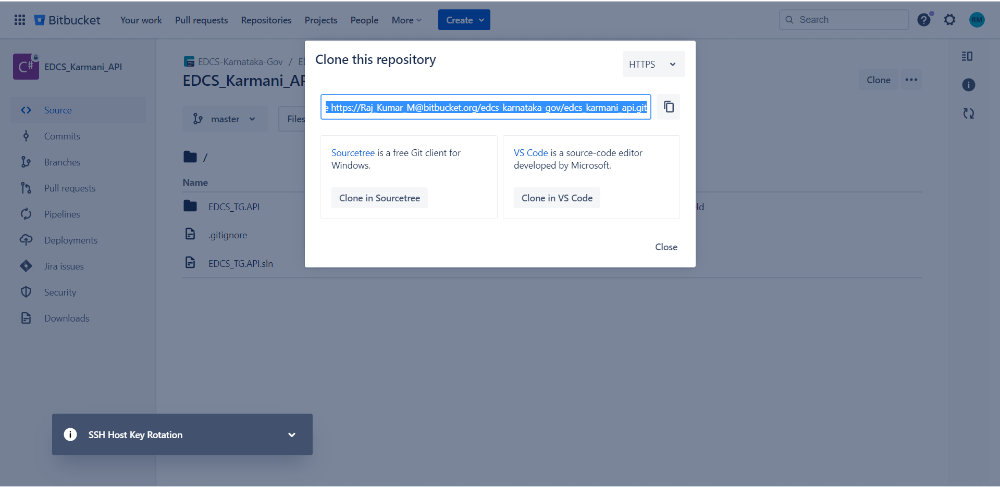 Bitbucket Your work Pull requests Repositories Projects People More Create Search RM
C# EDCS_Karmani_API
Source
Commits
Branches
Pull requests
Pipelines
Deployments
Jira issues
Security
Downloads
EDCS-Karnataka-Gov /
EDCS_Karmani_AP
Clone
master Files
/
Name
EDCS_TG.API
.gitignore
EDCS_TG.API.sln
Clone this repository
HTTPS
e https://Raj_Kumar_M@bitbucket.org/edcs-karnataka-gov/edcs_karmani_api.git
Sourcetree is a free Git client for
Windows.
Clone in Sourcetree
VS Code is a source-code editor
developed by Microsoft.
Clone in VS Code
Close
SSH Host Key Rotation